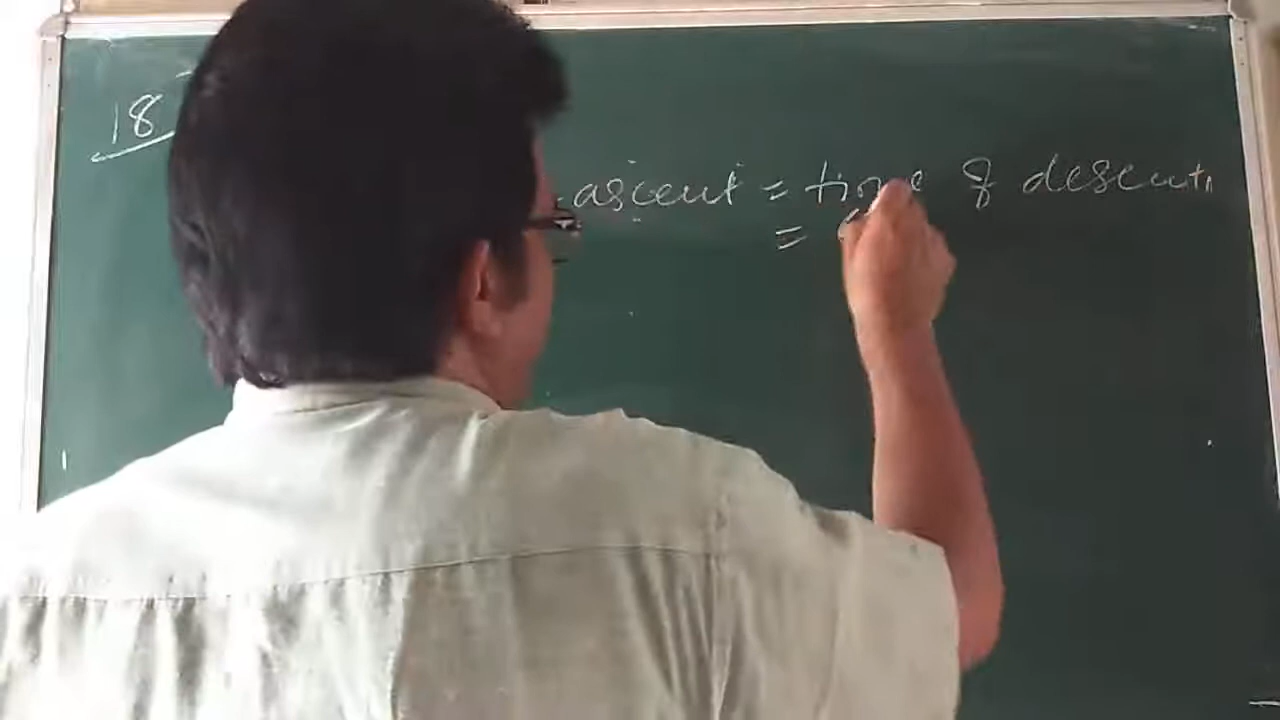 18
ascent = time of descent
=